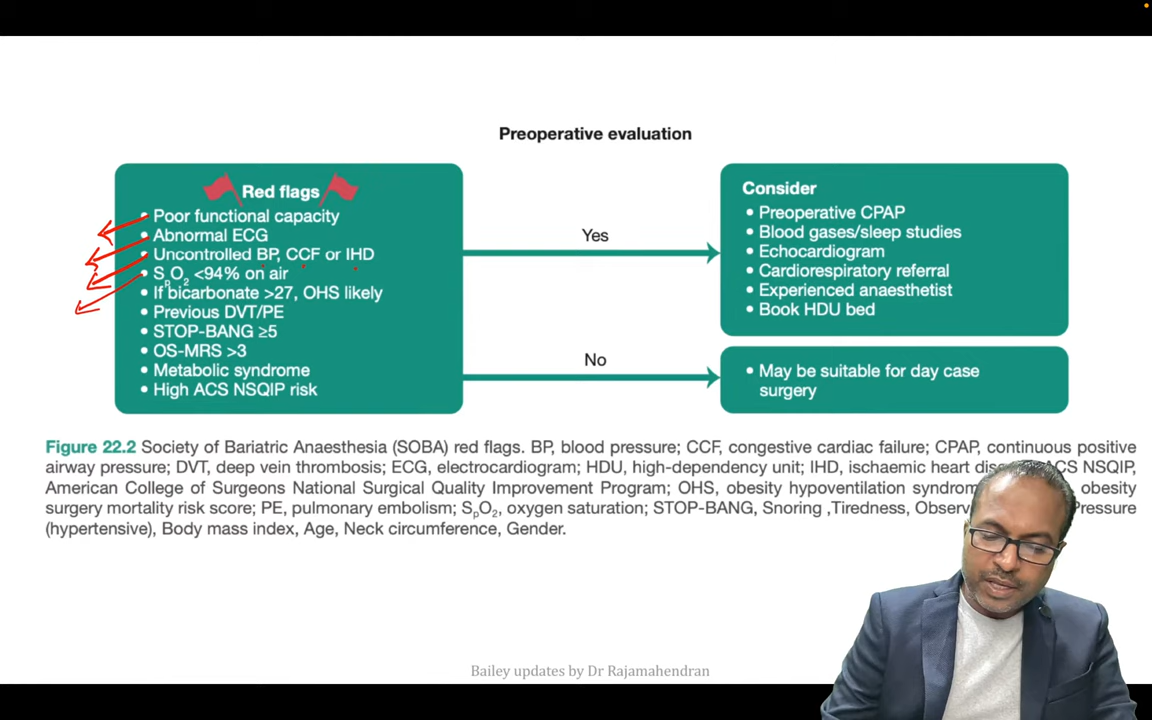 Preoperative evaluation
Red flags
• Poor functional capacity
• Abnormal ECG
• Uncontrolled BP, CCF or IHD
• SpO2 <94% on air
• If bicarbonate >27, OHS likely
• Previous DVT/PE
• STOP-BANG ≥5
• OS-MRS >3
• Metabolic syndrome
• High ACS NSQIP risk
Yes
Consider
• Preoperative CPAP
• Blood gases/sleep studies
• Echocardiogram
• Cardiorespiratory referral
• Experienced anaesthetist
• Book HDU bed
No
• May be suitable for day case
surgery
Figure 22.2 Society of Bariatric Anaesthesia (SOBA) red flags. BP, blood pressure; CCF, congestive cardiac failure; CPAP, continuous positive
airway pressure; DVT, deep vein thrombosis; ECG, electrocardiogram; HDU, high-dependency unit; IHD, ischaemic heart NSQIP,
American College of Surgeons National Surgical Quality Improvement Program; OHS, obesity hypoventilation obesity
surgery mortality risk score; PE, pulmonary embolism; SpO2, oxygen saturation; STOP-BANG, Snoring ,Tiredness, Pressure
(hypertensive), Body mass index, Age, Neck circumference, Gender.
Bailey updates by Dr Rajamahendran